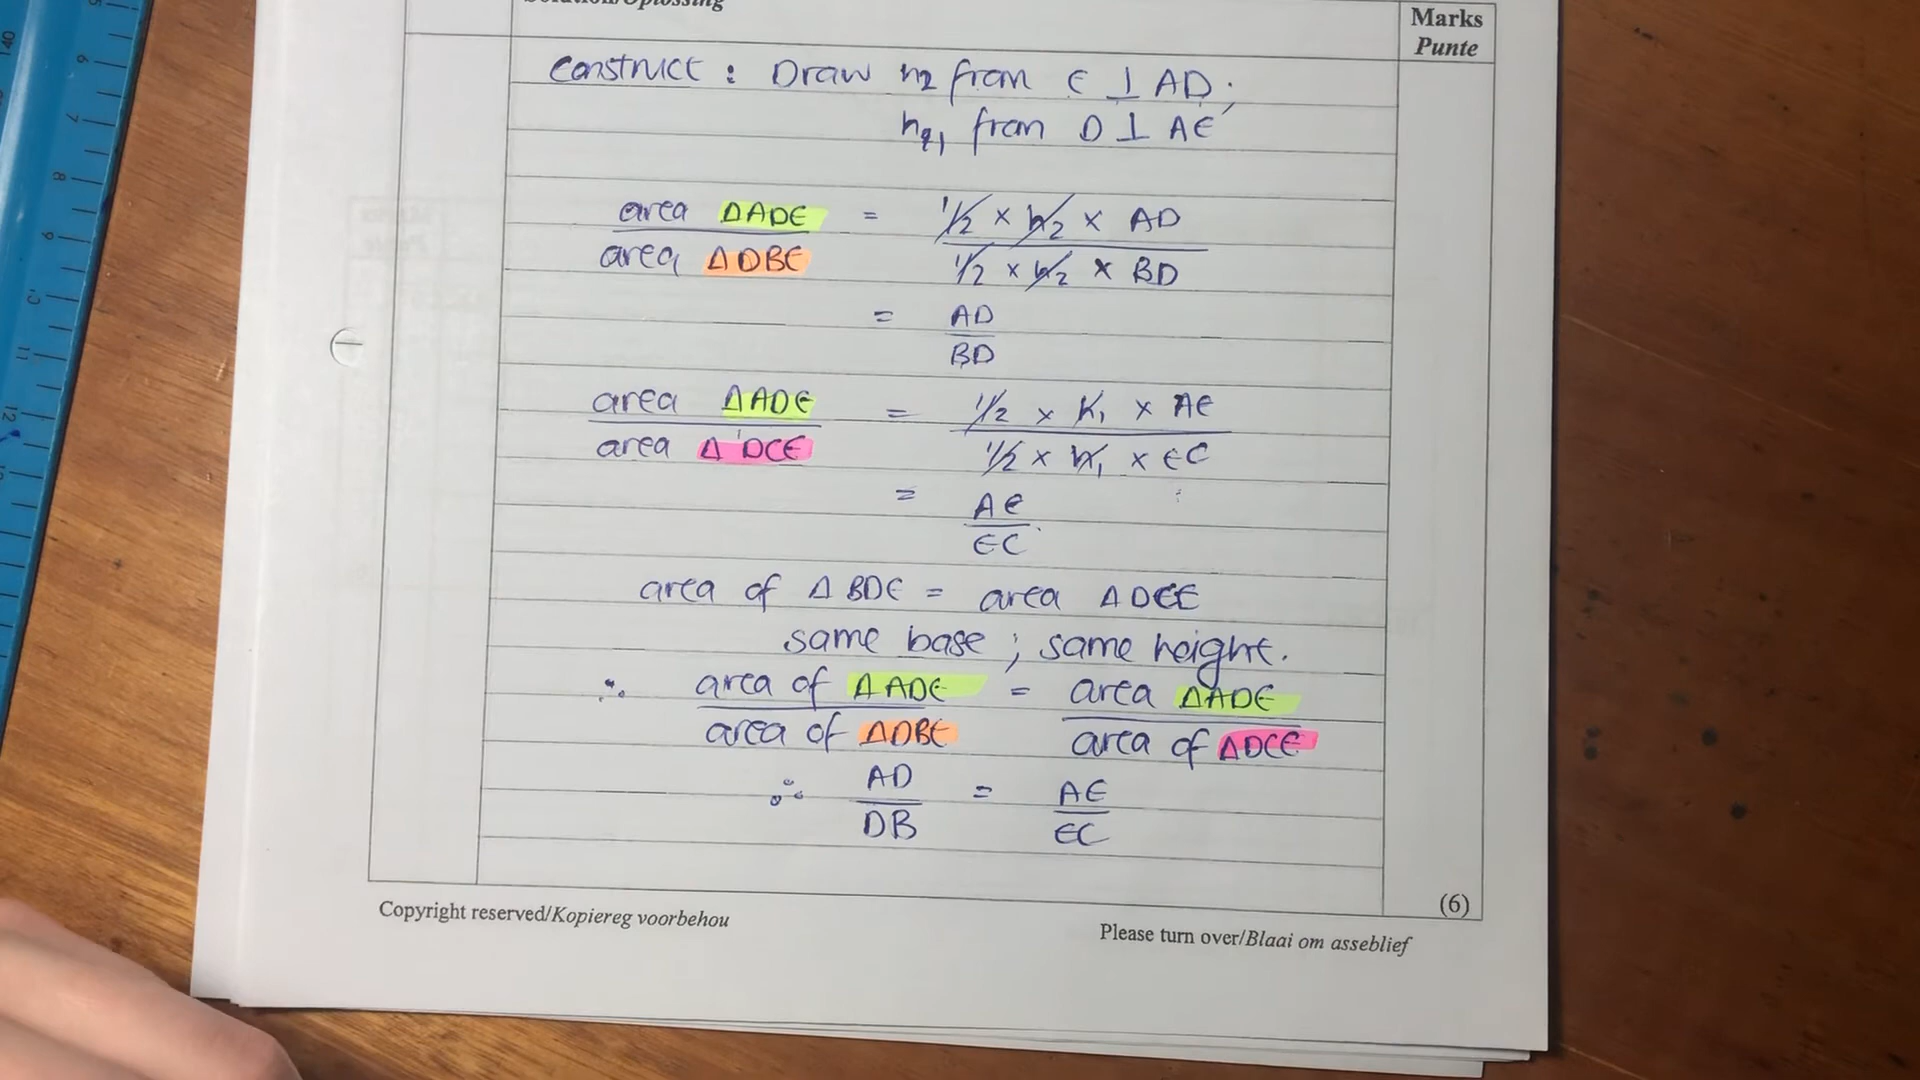 Solution/Oplossing
Marks
Punte
Construct : Draw h2 from E ⊥ AD ;
h1 from D ⊥ AE
area ΔADE = 1/2 × h2 × AD
area ΔDBE 1/2 × h2 × BD
= AD
BD
area ΔADE = 1/2 × h1 × AE
area ΔDCE 1/2 × h1 × EC
= AE
EC
area of ΔBDE = area ΔDCE
same base ; same height.
∴ area of ΔADE = area ΔADE
area of ΔDBE area of ΔDCE
∴ AD = AE
DB EC
(6)
Copyright reserved/Kopiereg voorbehou
Please turn over/Blaai om asseblief